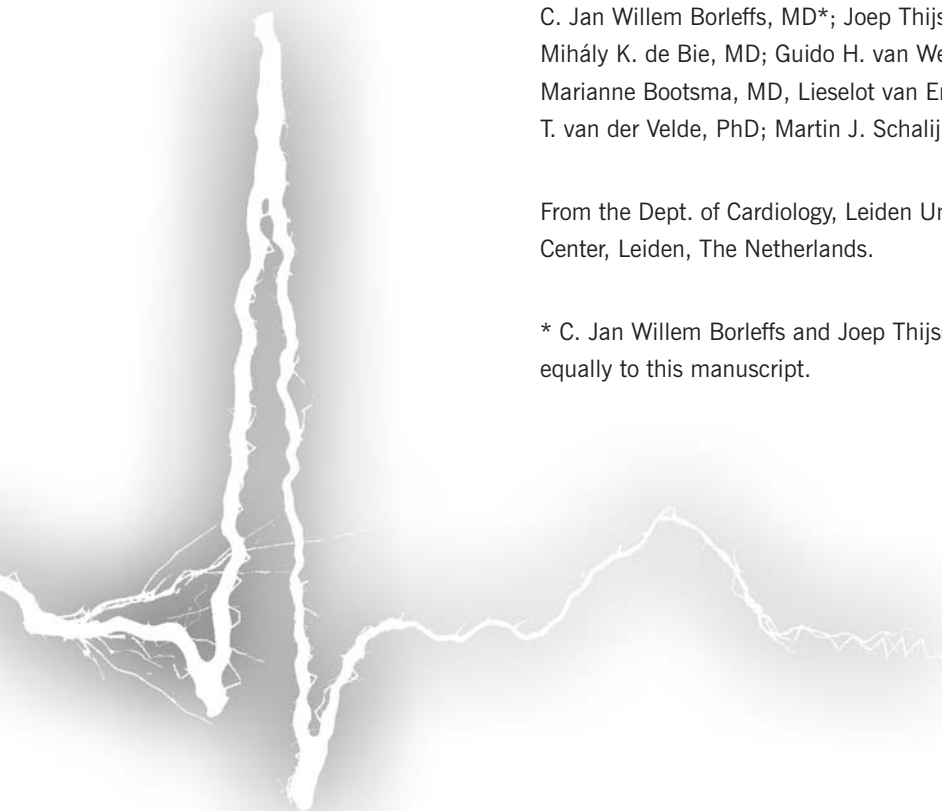 C. Jan Willem Borleffs, MD*; Joep Thijs
Mihály K. de Bie, MD; Guido H. van We
Marianne Bootsma, MD, Lieselot van Er
T. van der Velde, PhD; Martin J. Schalij
From the Dept. of Cardiology, Leiden Un
Center, Leiden, The Netherlands.
* C. Jan Willem Borleffs and Joep Thijs
equally to this manuscript.